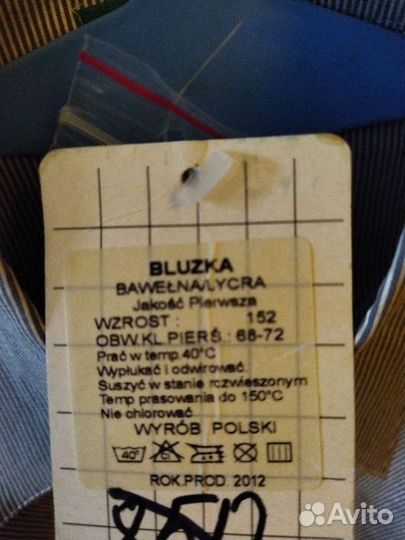 BLUZKA
BAWEŁNA/LYCRA
Jakość Pierwsza
WZROST : 152
OBW.KL.PIERŚ.: 68-72
Prać w temp.40°C
Wypłukać i odwirować.
Suszyć w stanie rozwieszonym
Temp prasowania do 150°C
Nie chlorować
WYRÓB POLSKI
40°
ROK.PROD. 2012
Avito